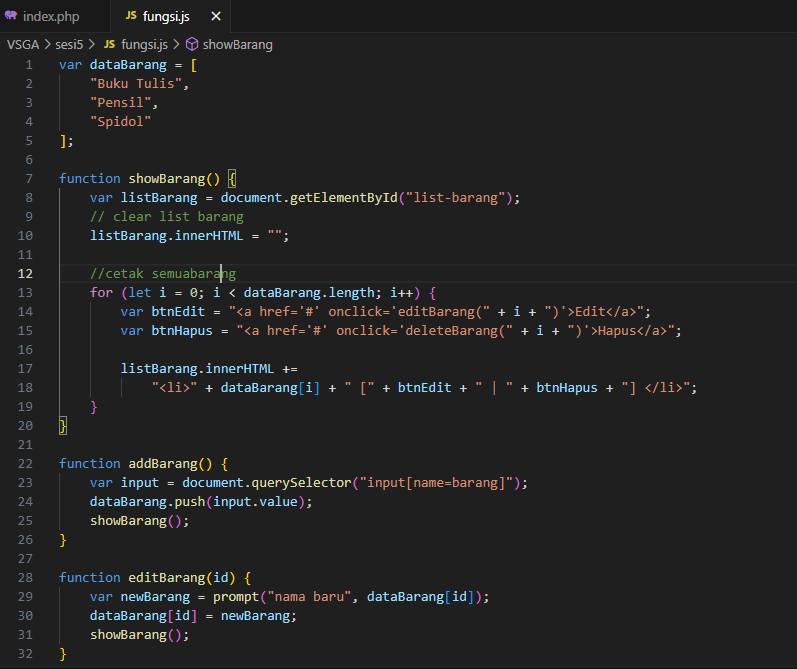 index.php JS fungsi.js ×
VSGA > sesi5 > JS fungsi.js > showBarang
1 var dataBarang = [
2     "Buku Tulis",
3     "Pensil",
4     "Spidol"
5 ];
6
7 function showBarang() {
8     var listBarang = document.getElementById("list-barang");
9     // clear list barang
10     listBarang.innerHTML = "";
11
12     //cetak semuabarang
13     for (let i = 0; i < dataBarang.length; i++) {
14         var btnEdit = "<a href='#' onclick='editBarang(" + i + ")'>Edit</a>";
15         var btnHapus = "<a href='#' onclick='deleteBarang(" + i + ")'>Hapus</a>";
16
17         listBarang.innerHTML +=
18             "<li>" + dataBarang[i] + " [" + btnEdit + " | " + btnHapus + "] </li>";
19     }
20 }
21
22 function addBarang() {
23     var input = document.querySelector("input[name=barang]");
24     dataBarang.push(input.value);
25     showBarang();
26 }
27
28 function editBarang(id) {
29     var newBarang = prompt("nama baru", dataBarang[id]);
30     dataBarang[id] = newBarang;
31     showBarang();
32 }